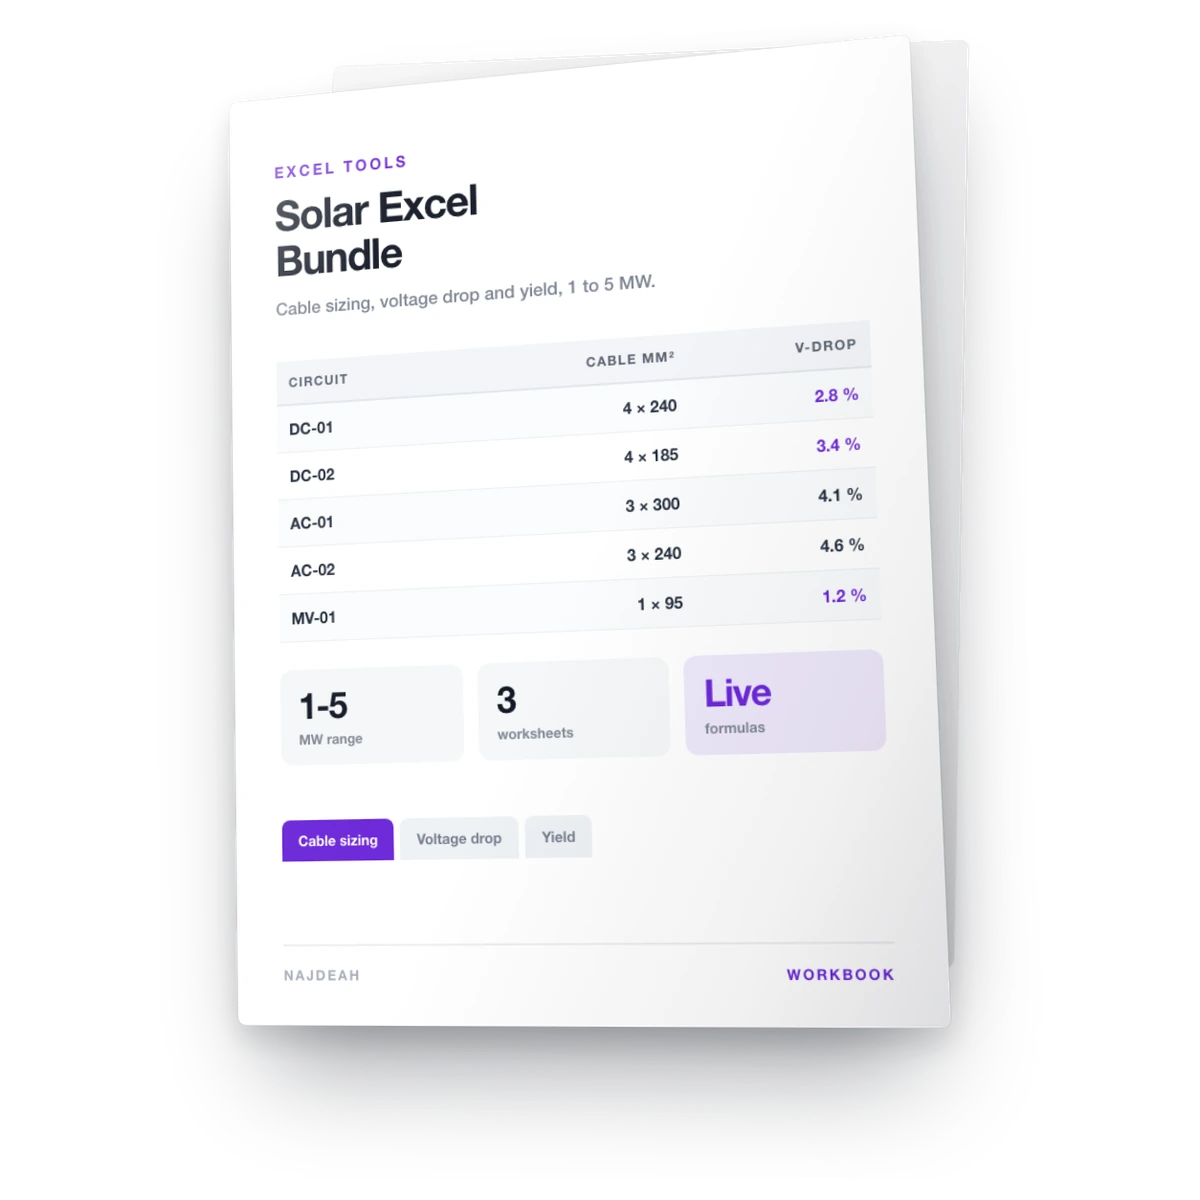 EXCEL TOOLS
Solar Excel
Bundle
Cable sizing, voltage drop and yield, 1 to 5 MW.
CIRCUIT CABLE MM² V-DROP
DC-01 4 × 240 2.8 %
DC-02 4 × 185 3.4 %
AC-01 3 × 300 4.1 %
AC-02 3 × 240 4.6 %
MV-01 1 × 95 1.2 %
1-5 3 Live
MW range worksheets formulas
Cable sizing Voltage drop Yield
NAJDEAH WORKBOOK